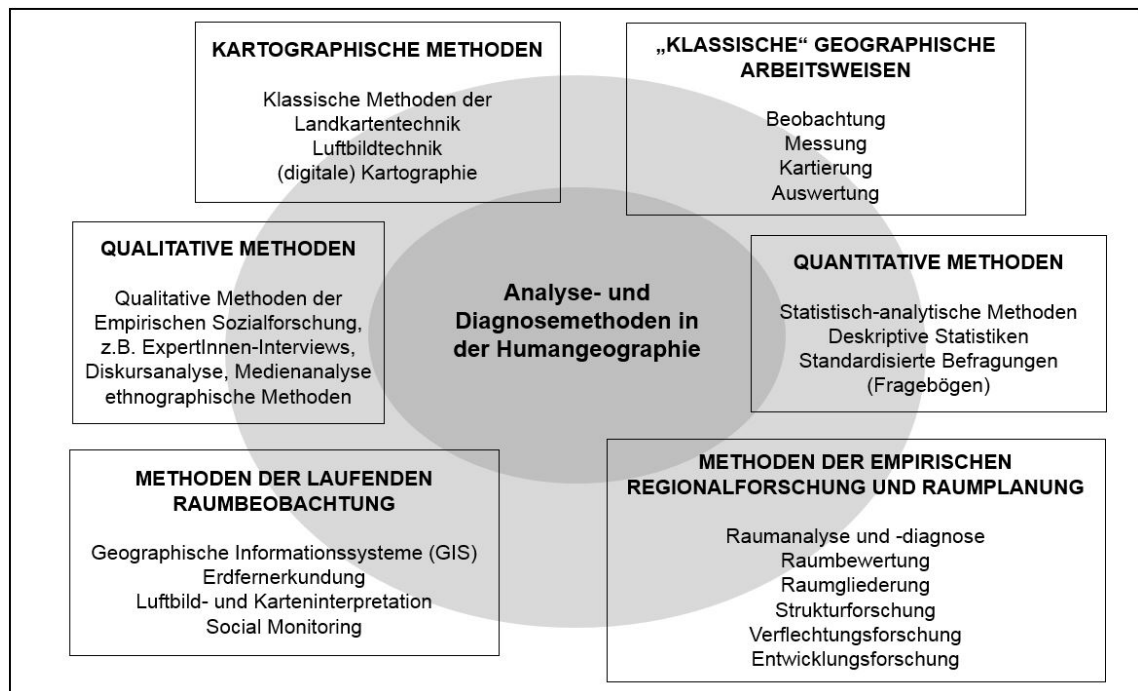 KARTOGRAPHISCHE METHODEN
Klassische Methoden der
Landkartentechnik
Luftbildtechnik
(digitale) Kartographie
„KLASSISCHE“ GEOGRAPHISCHE
ARBEITSWEISEN
Beobachtung
Messung
Kartierung
Auswertung
QUALITATIVE METHODEN
Qualitative Methoden der
Empirischen Sozialforschung,
z.B. ExpertInnen-Interviews,
Diskursanalyse, Medienanalyse
ethnographische Methoden
Analyse- und
Diagnosemethoden in
der Humangeographie
QUANTITATIVE METHODEN
Statistisch-analytische Methoden
Deskriptive Statistiken
Standardisierte Befragungen
(Fragebögen)
METHODEN DER LAUFENDEN
RAUMBEOBACHTUNG
Geographische Informationssysteme (GIS)
Erdfernerkundung
Luftbild- und Karteninterpretation
Social Monitoring
METHODEN DER EMPIRISCHEN
REGIONALFORSCHUNG UND RAUMPLANUNG
Raumanalyse und -diagnose
Raumbewertung
Raumgliederung
Strukturforschung
Verflechtungsforschung
Entwicklungsforschung